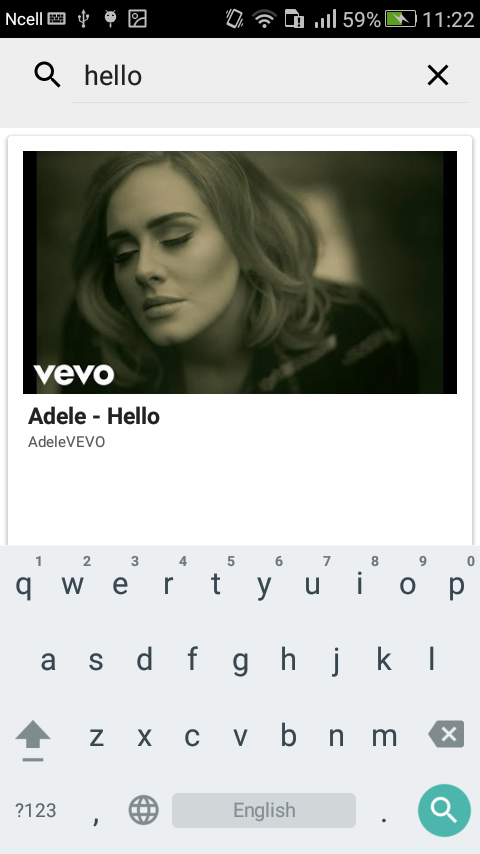 Ncell 59% 11:22
hello
vevo
Adele - Hello
AdeleVEVO
1 2 3 4 5 6 7 8 9 0
q w e r t y u i o p
a s d f g h j k l
z x c v b n m
?123 , English .